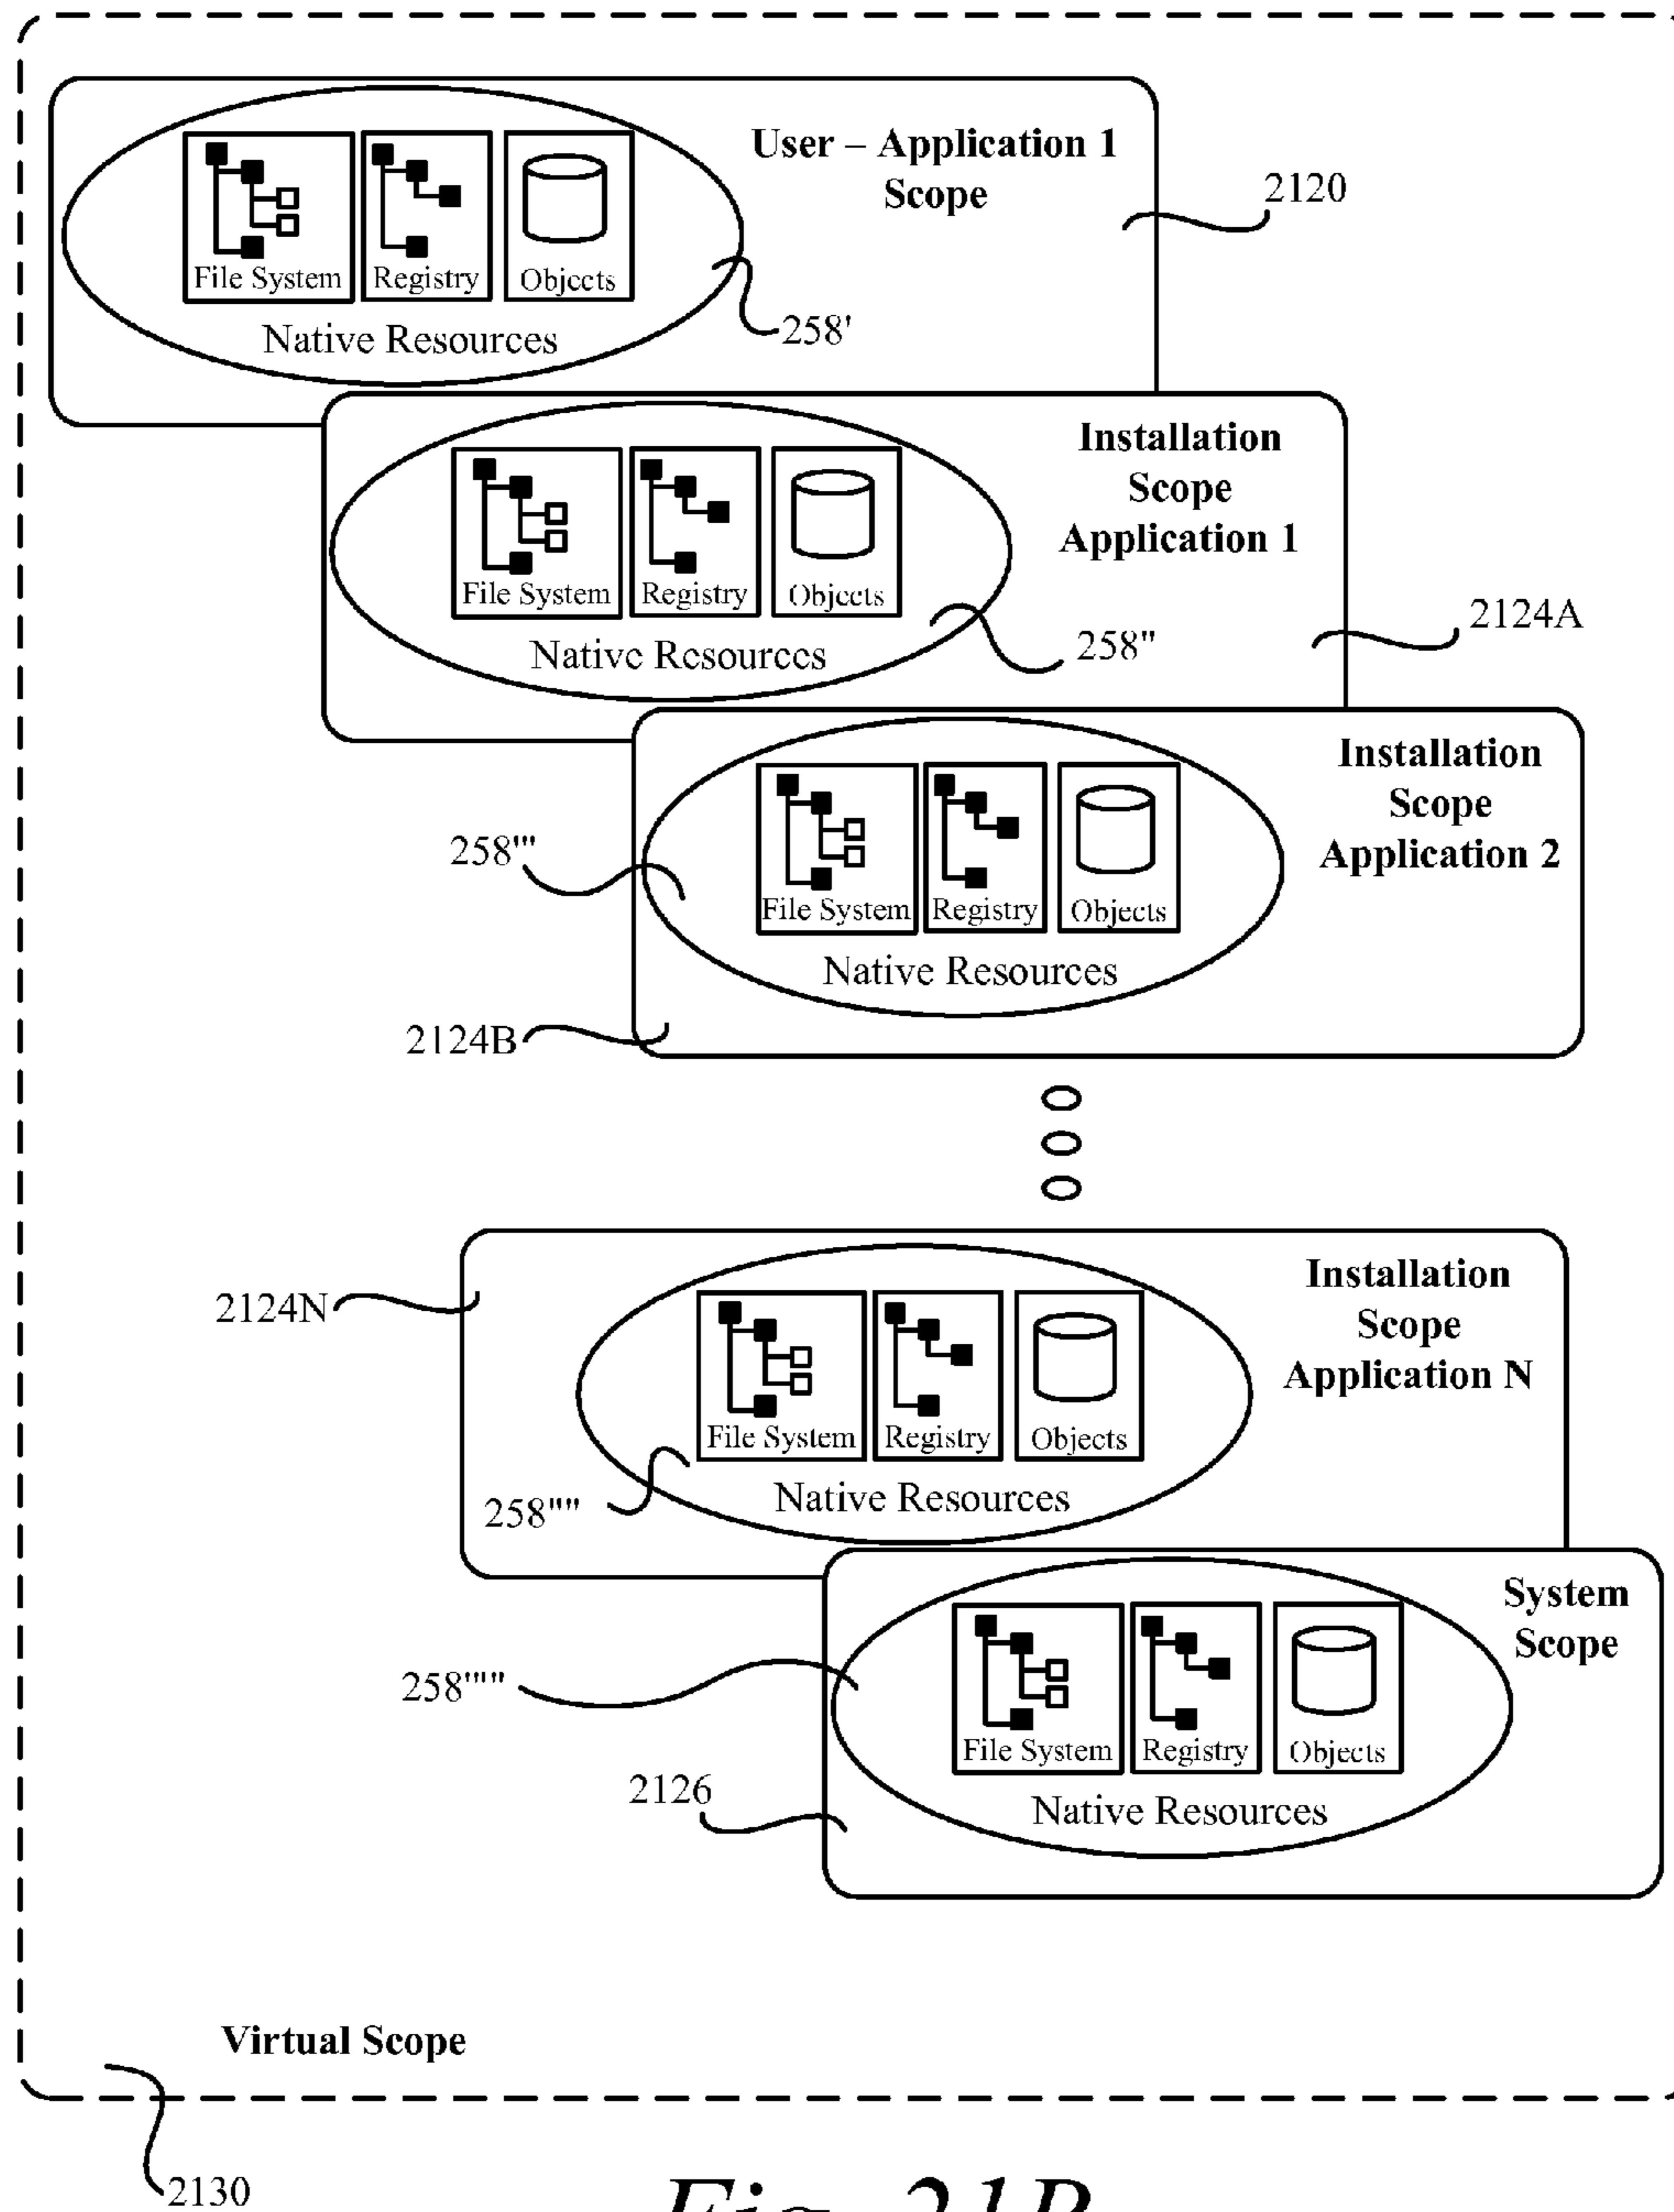 User – Application 1
Scope
2120
File System
Registry
Objects
Native Resources
258'
Installation
Scope
Application 1
2124A
File System
Registry
Objects
Native Resources
258"
Installation
Scope
Application 2
258'"
File System
Registry
Objects
Native Resources
2124B
Installation
Scope
Application N
2124N
File System
Registry
Objects
Native Resources
258""
System
Scope
258'""
File System
Registry
Objects
2126
Native Resources
Virtual Scope
2130
Fig. 21B